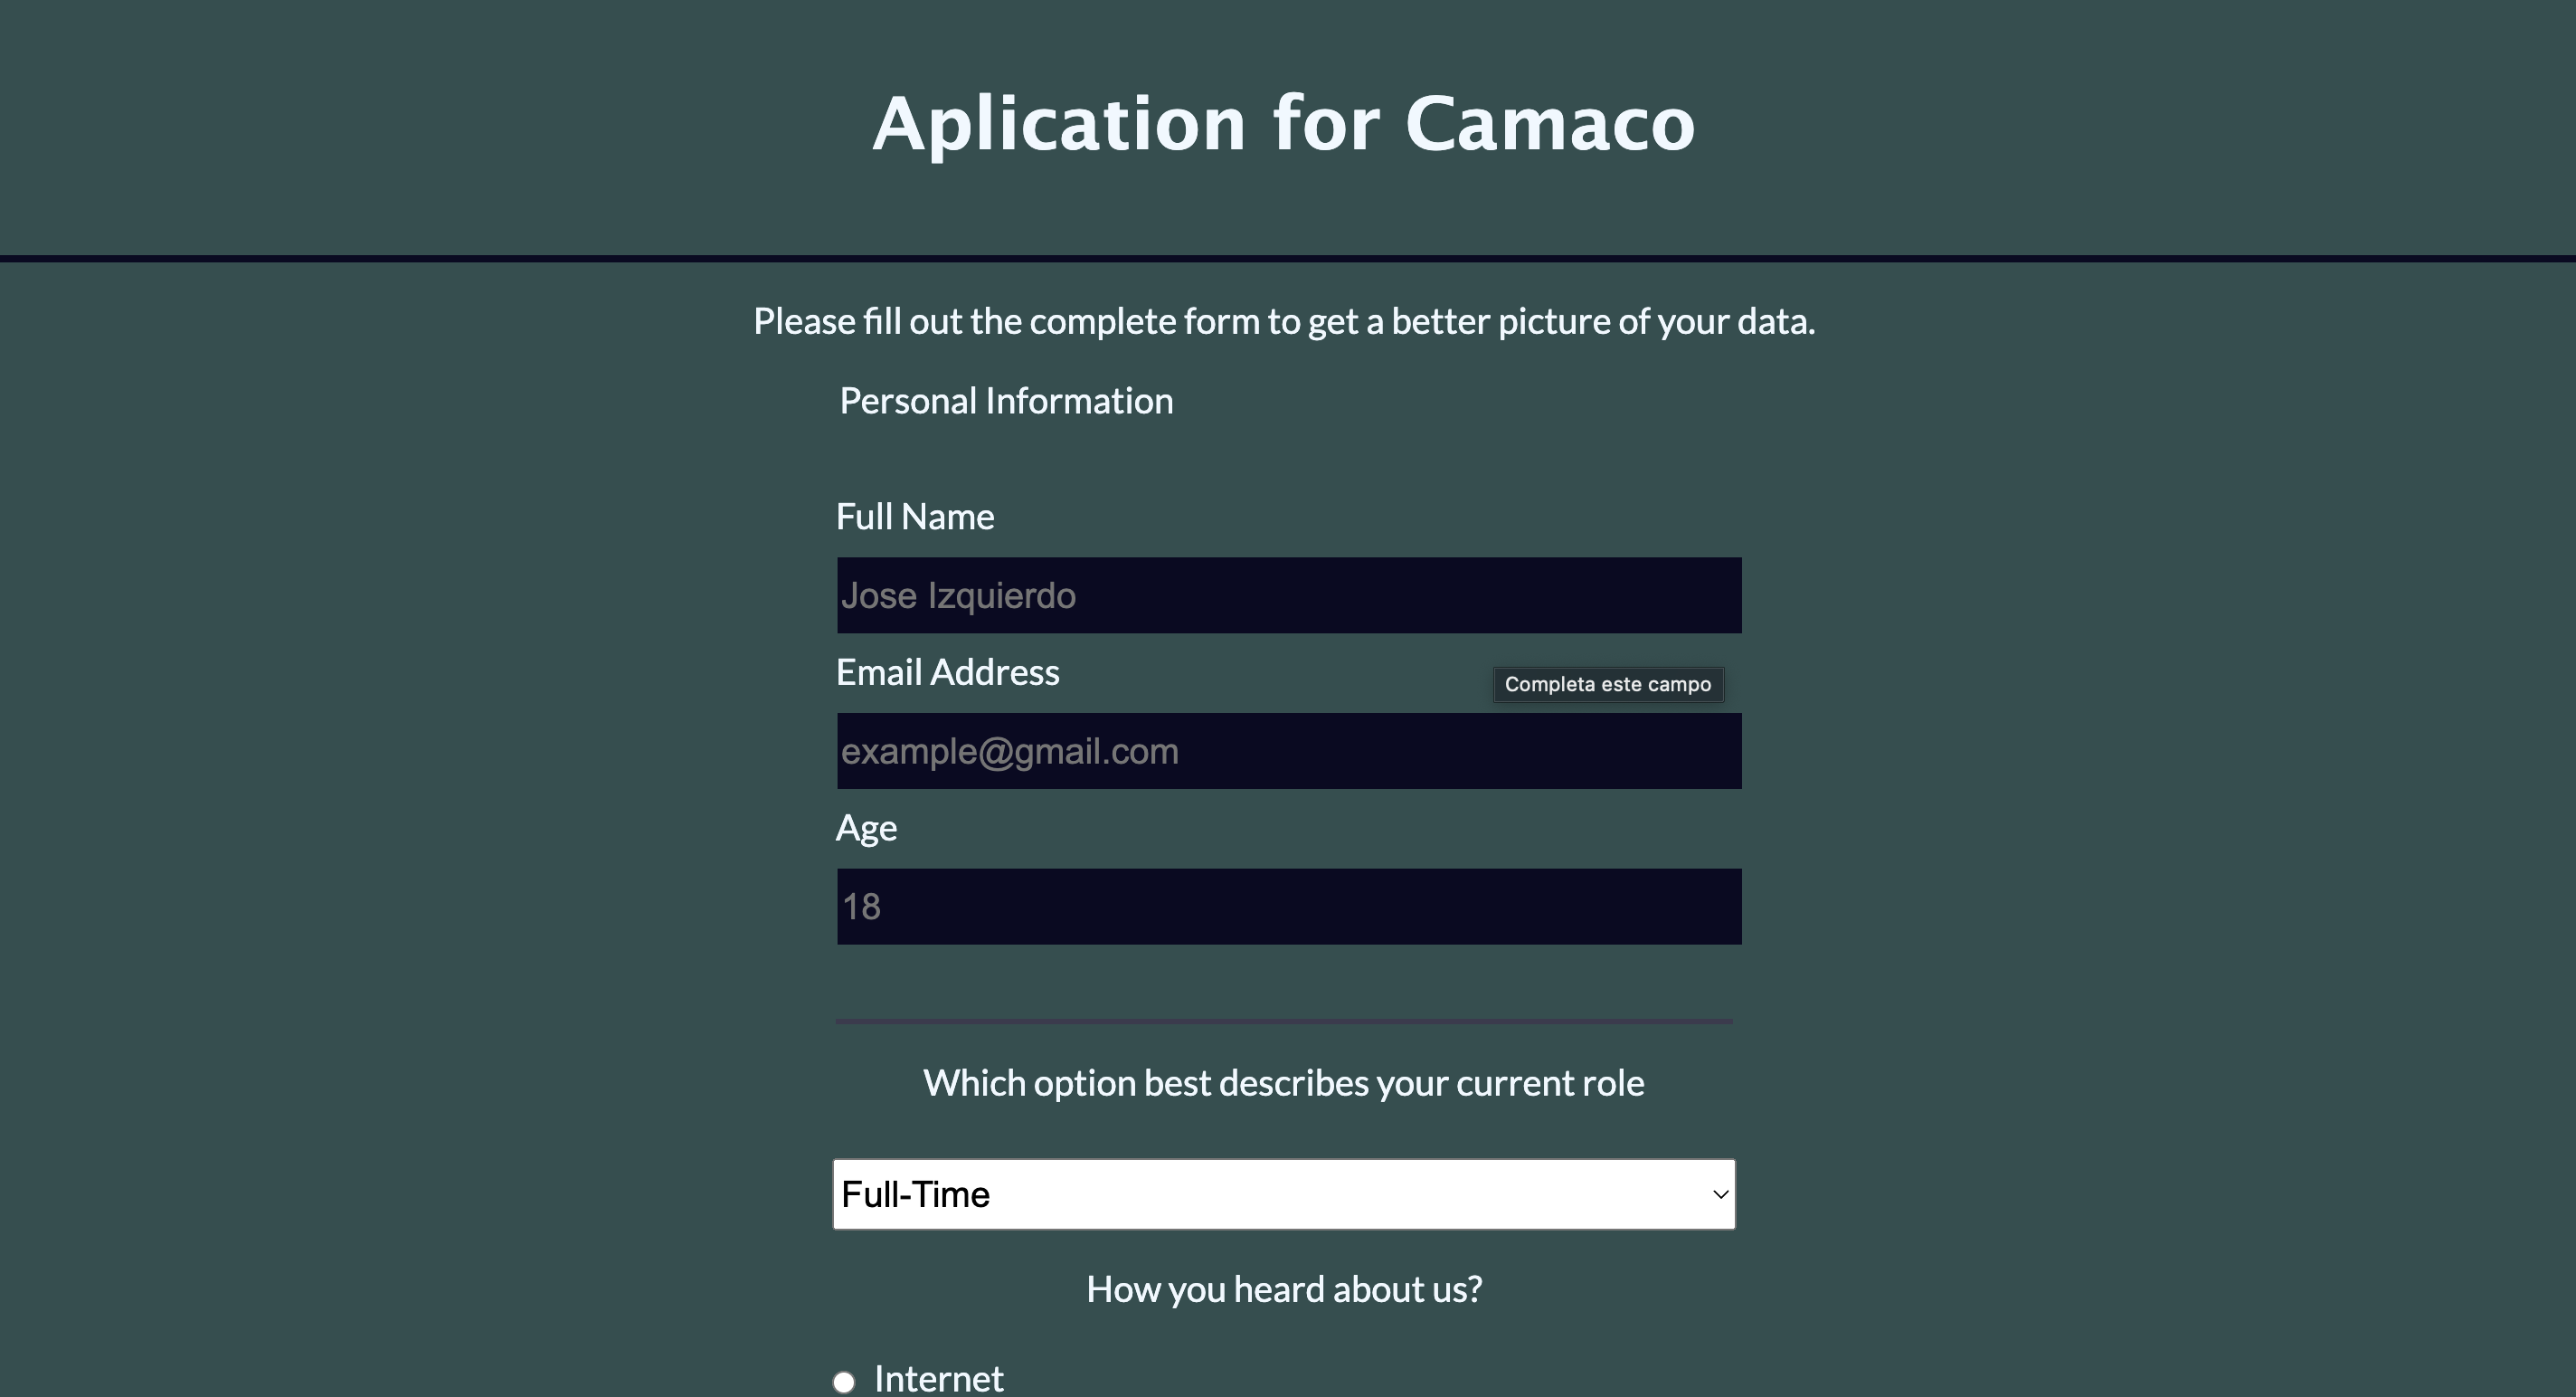 Aplication for Camaco
Please fill out the complete form to get a better picture of your data.
Personal Information
Full Name
Jose Izquierdo
Email Address
Completa este campo
example@gmail.com
Age
18
Which option best describes your current role
Full-Time
How you heard about us?
Internet